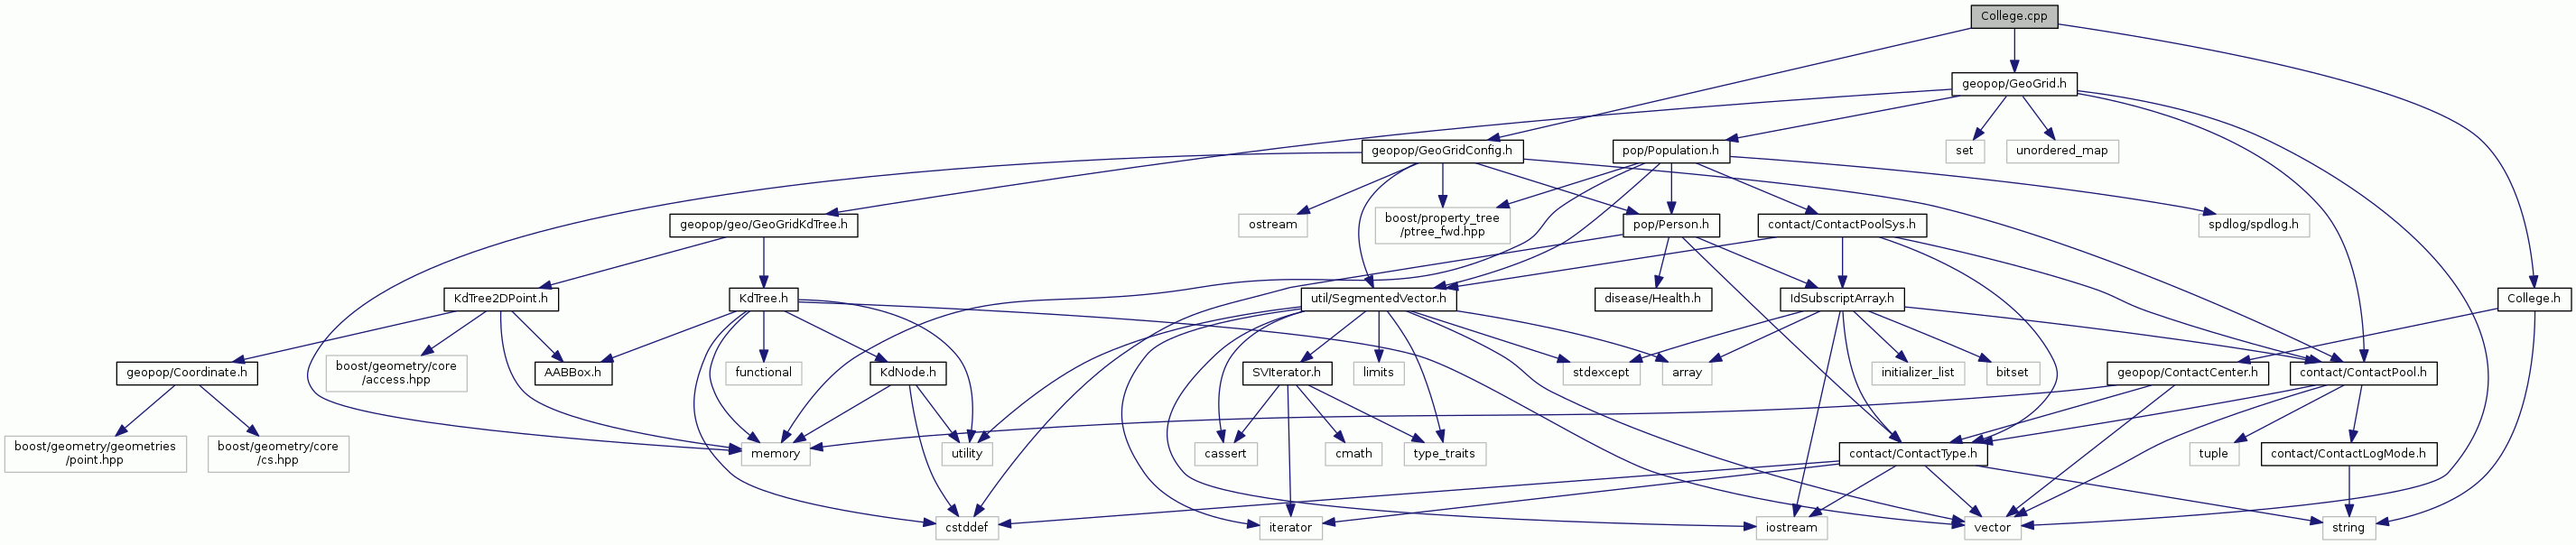 College.cpp
geopop/GeoGrid.h
geopop/GeoGridConfig.h
pop/Population.h
set
unordered_map
geopop/geo/GeoGridKdTree.h
ostream
boost/property_tree
/ptree_fwd.hpp
pop/Person.h
contact/ContactPoolSys.h
spdlog/spdlog.h
KdTree2DPoint.h
KdTree.h
util/SegmentedVector.h
disease/Health.h
IdSubscriptArray.h
College.h
geopop/Coordinate.h
boost/geometry/core
/access.hpp
AABBox.h
functional
KdNode.h
SVIterator.h
limits
stdexcept
array
initializer_list
bitset
geopop/ContactCenter.h
contact/ContactPool.h
boost/geometry/geometries
/point.hpp
boost/geometry/core
/cs.hpp
memory
utility
cassert
cmath
type_traits
contact/ContactType.h
tuple
contact/ContactLogMode.h
cstddef
iterator
iostream
vector
string